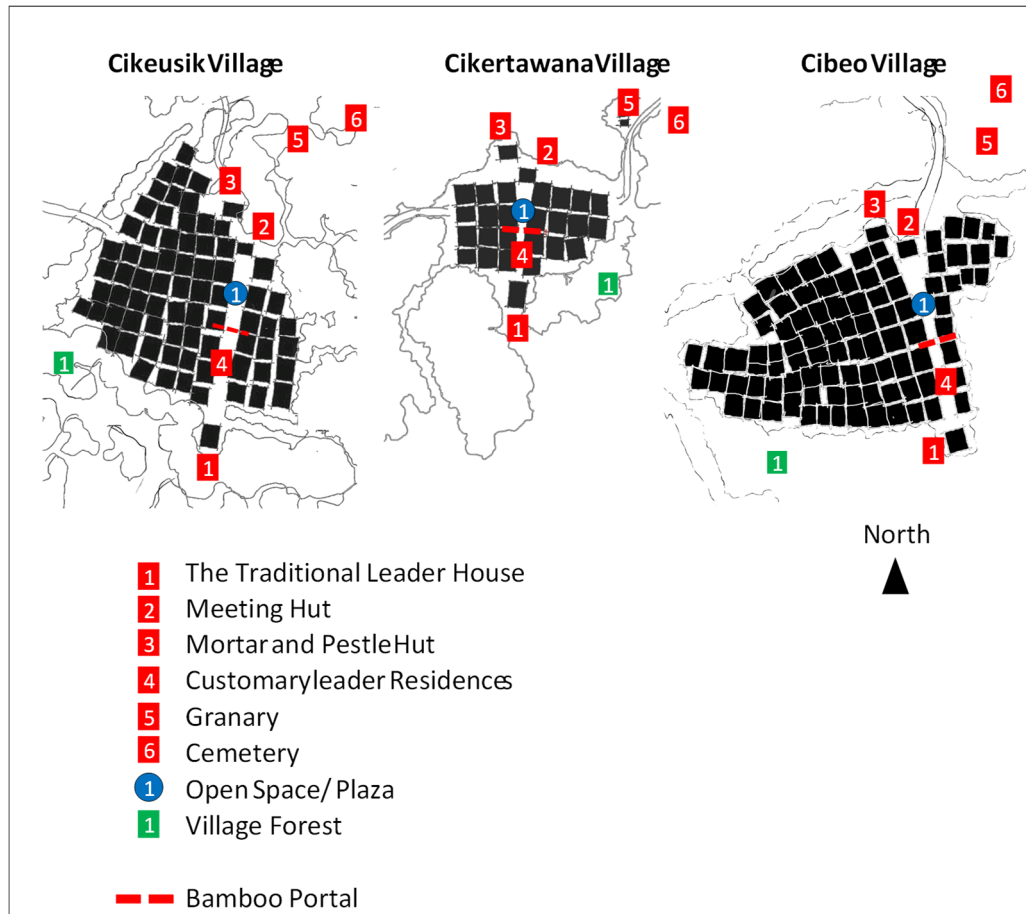 Cikeusik Village
Cikertawana Village
Cibeo Village
6
5
6
5
3
2
1
4
1
1
5
6
3
2
1
4
1
1
6
5
3
2
1
4
1
1
North
1 The Traditional Leader House
2 Meeting Hut
3 Mortar and Pestle Hut
4 Customary leader Residences
5 Granary
6 Cemetery
1 Open Space/ Plaza
1 Village Forest
Bamboo Portal